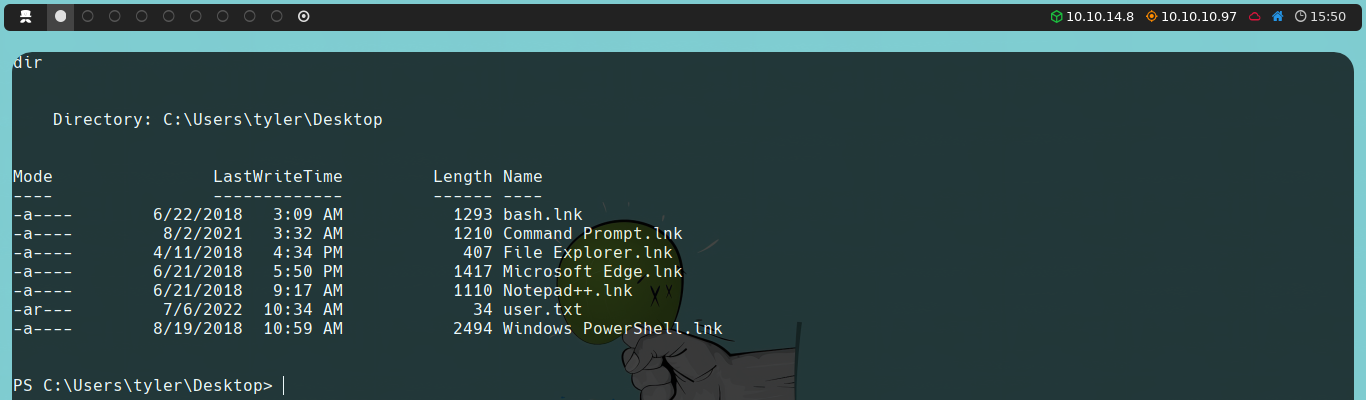 10.10.14.8 10.10.10.97 15:50
dir
Directory: C:\Users\tyler\Desktop
Mode LastWriteTime Length Name
---- ------------- ------ ----
-a---- 6/22/2018 3:09 AM 1293 bash.lnk
-a---- 8/2/2021 3:32 AM 1210 Command Prompt.lnk
-a---- 4/11/2018 4:34 PM 407 File Explorer.lnk
-a---- 6/21/2018 5:50 PM 1417 Microsoft Edge.lnk
-a---- 6/21/2018 9:17 AM 1110 Notepad++.lnk
-ar--- 7/6/2022 10:34 AM 34 user.txt
-a---- 8/19/2018 10:59 AM 2494 Windows PowerShell.lnk
PS C:\Users\tyler\Desktop>